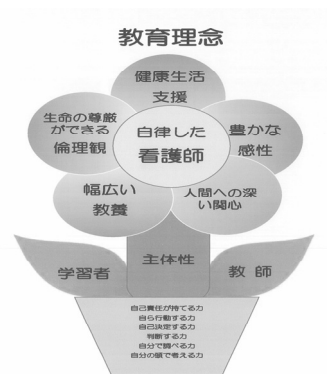 教育理念
健康生活
支援
生命の尊厳
ができる
倫理観
自律した
看護師
豊かな
感性
幅広い
教養
人間への深
い関心
主体性
学習者
教師
自己責任が持てる力
自ら行動する力
自己決定する力
判断する力
自分で調べる力
自分の頭で考える力